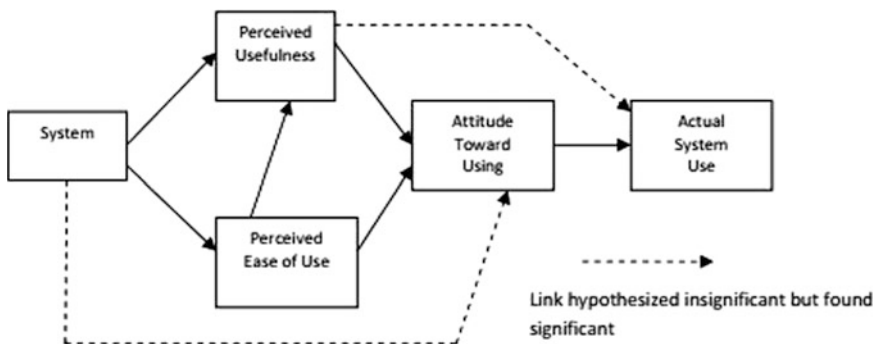 Perceived
Usefulness
System
Attitude
Toward
Using
Actual
System
Use
Perceived
Ease of Use
Link hypothesized insignificant but found
significant